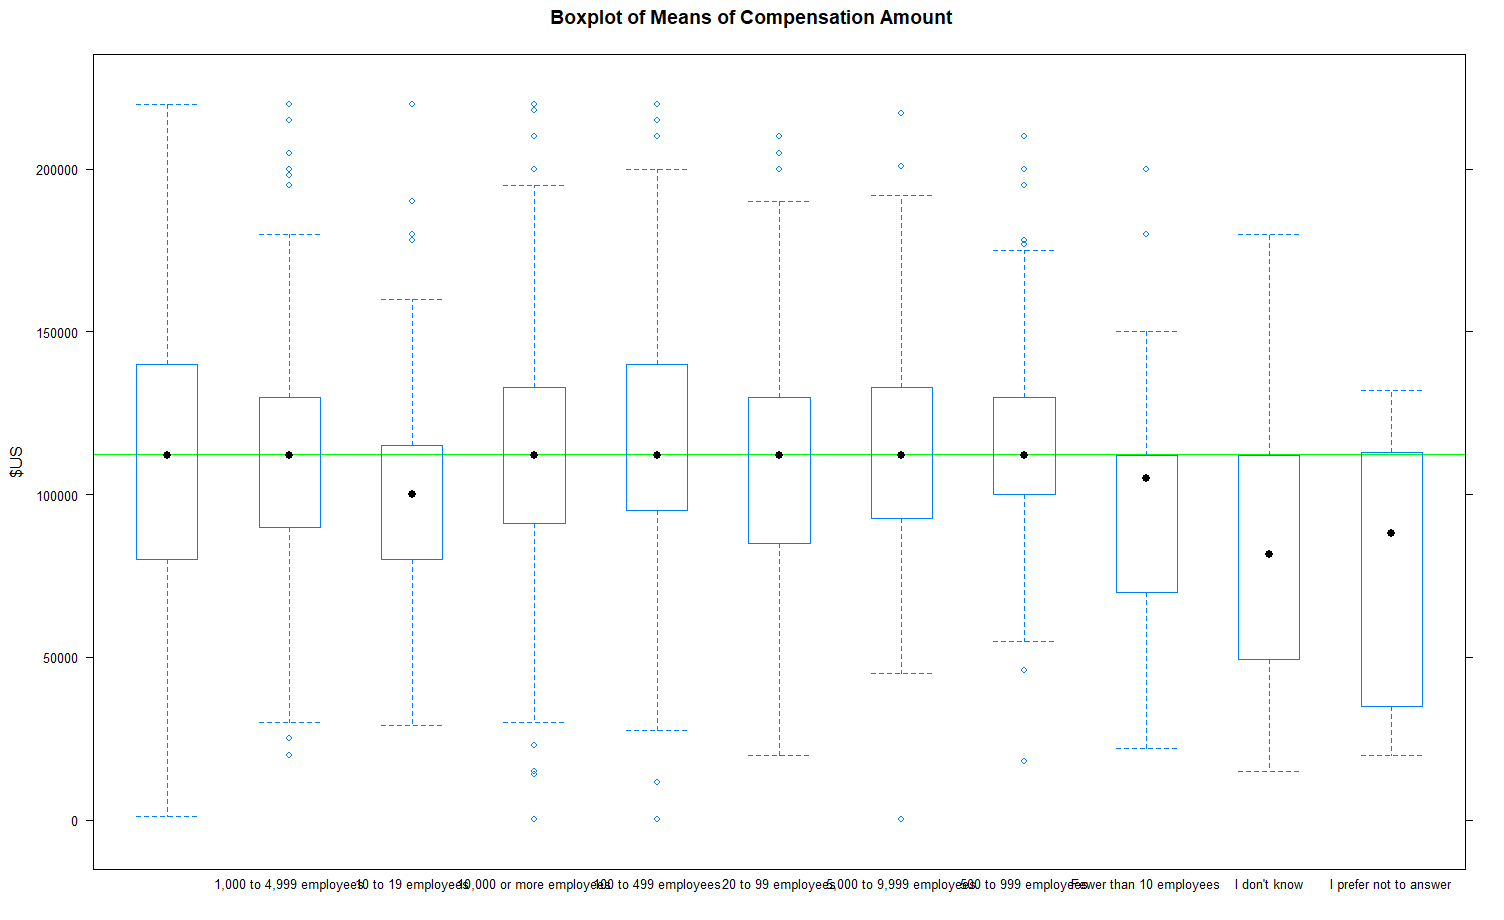 Boxplot of Means of Compensation Amount
$US
200000
150000
100000
50000
0
1,000 to 4,999 employees
10 to 19 employees
10,000 or more employees
100 to 499 employees
20 to 99 employees
5,000 to 9,999 employees
500 to 999 employees
Fewer than 10 employees
I don't know
I prefer not to answer